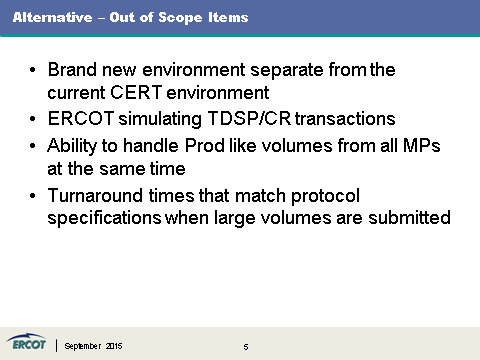 Alternative – Out of Scope Items
• Brand new environment separate from the
current CERT environment
• ERCOT simulating TDSP/CR transactions
• Ability to handle Prod like volumes from all MPs
at the same time
• Turnaround times that match protocol
specifications when large volumes are submitted
ERCOT
September 2015
5